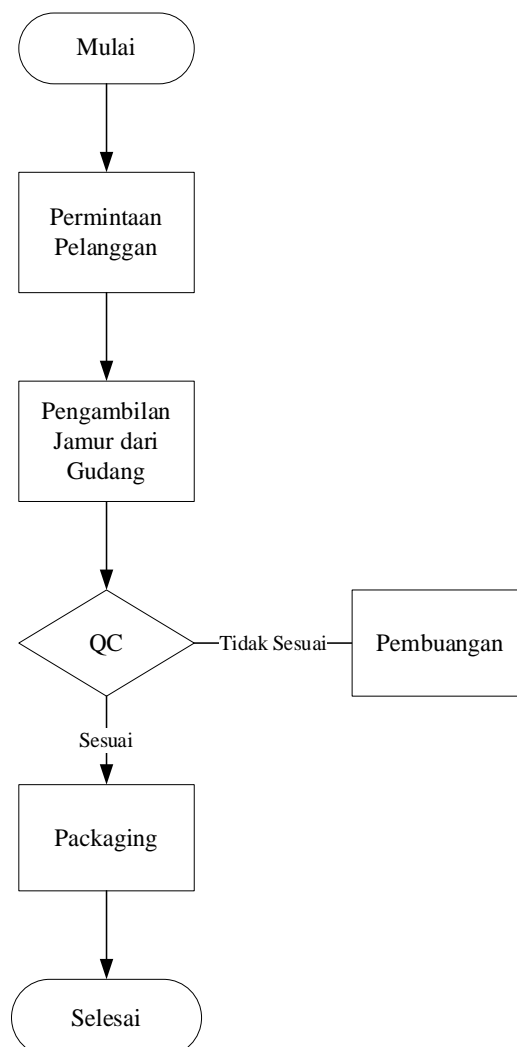 Mulai
Permintaan
Pelanggan
Pengambilan
Jamur dari
Gudang
QC
Tidak Sesuai
Pembuangan
Sesuai
Packaging
Selesai